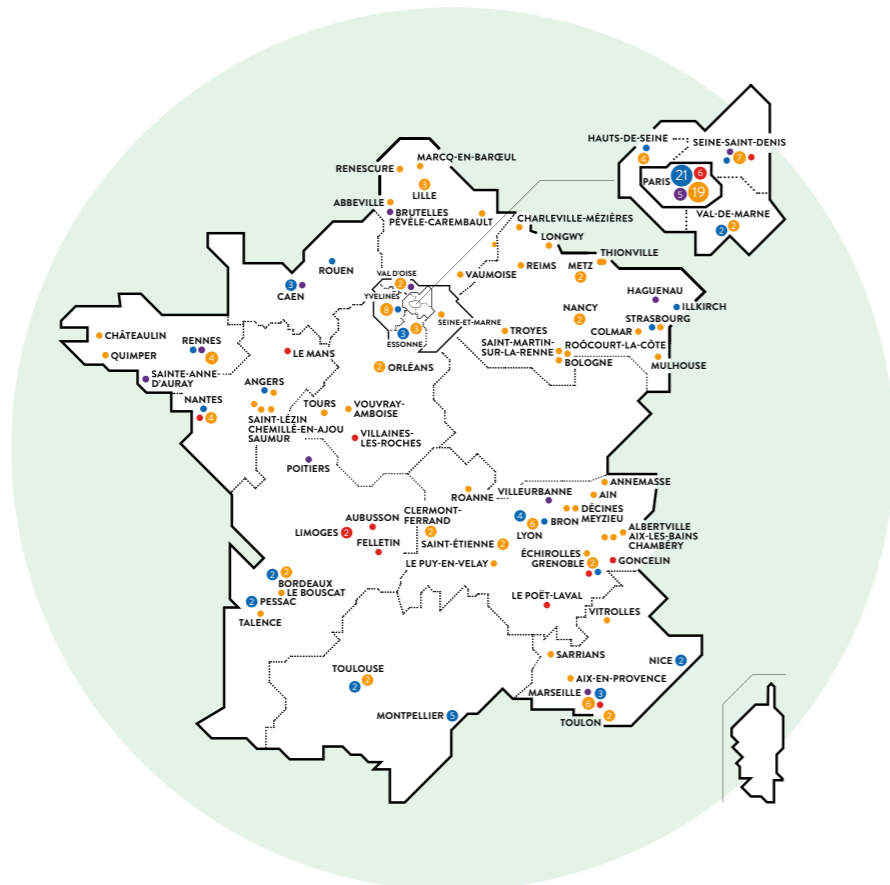 HAUTS-DE-SEINE
4
SEINE-SAINT-DENIS
7
PARIS
21
6
5
19
VAL-DE-MARNE
2
2
MARCQ-EN-BARŒUL
RENESCURE
3
LILLE
ABBEVILLE
BRUTELLES
PÉVÈLE-CAREMBAULT
CHARLEVILLE-MÉZIÈRES
LONGWY
THIONVILLE
REIMS
METZ
2
VAUMOISE
ROUEN
3
CAEN
VAL D'OISE
2
YVELINES
8
3
3
ESSONNE
SEINE-ET-MARNE
HAGUENAU
ILLKIRCH
STRASBOURG
NANCY
2
COLMAR
TROYES
SAINT-MARTIN-
SUR-LA-RENNE
ROÔCOURT-LA-CÔTE
BOLOGNE
MULHOUSE
CHÂTEAULIN
QUIMPER
RENNES
4
LE MANS
SAINTE-ANNE
D'AURAY
2
ORLÉANS
ANGERS
NANTES
4
TOURS
VOUVRAY-
AMBOISE
SAINT-LÉZIN
CHEMILLÉ-EN-AJOU
SAUMUR
VILLAINES-
LES-ROCHES
POITIERS
ROANNE
VILLEURBANNE
ANNEMASSE
AIN
DÉCINES
MEYZIEU
4
6
BRON
LYON
AUBUSSON
CLERMONT-
FERRAND
2
LIMOGES
2
FELLETIN
SAINT-ÉTIENNE
2
ALBERTVILLE
AIX-LES-BAINS
CHAMBÉRY
ÉCHIROLLES
GRENOBLE
2
GONCELIN
LE PUY-EN-VELAY
2
2
BORDEAUX
LE BOUSCAT
2
PESSAC
TALENCE
LE POËT-LAVAL
VITROLLES
SARRIANS
NICE
2
TOULOUSE
2
2
AIX-EN-PROVENCE
MARSEILLE
3
6
MONTPELLIER
5
TOULON
2